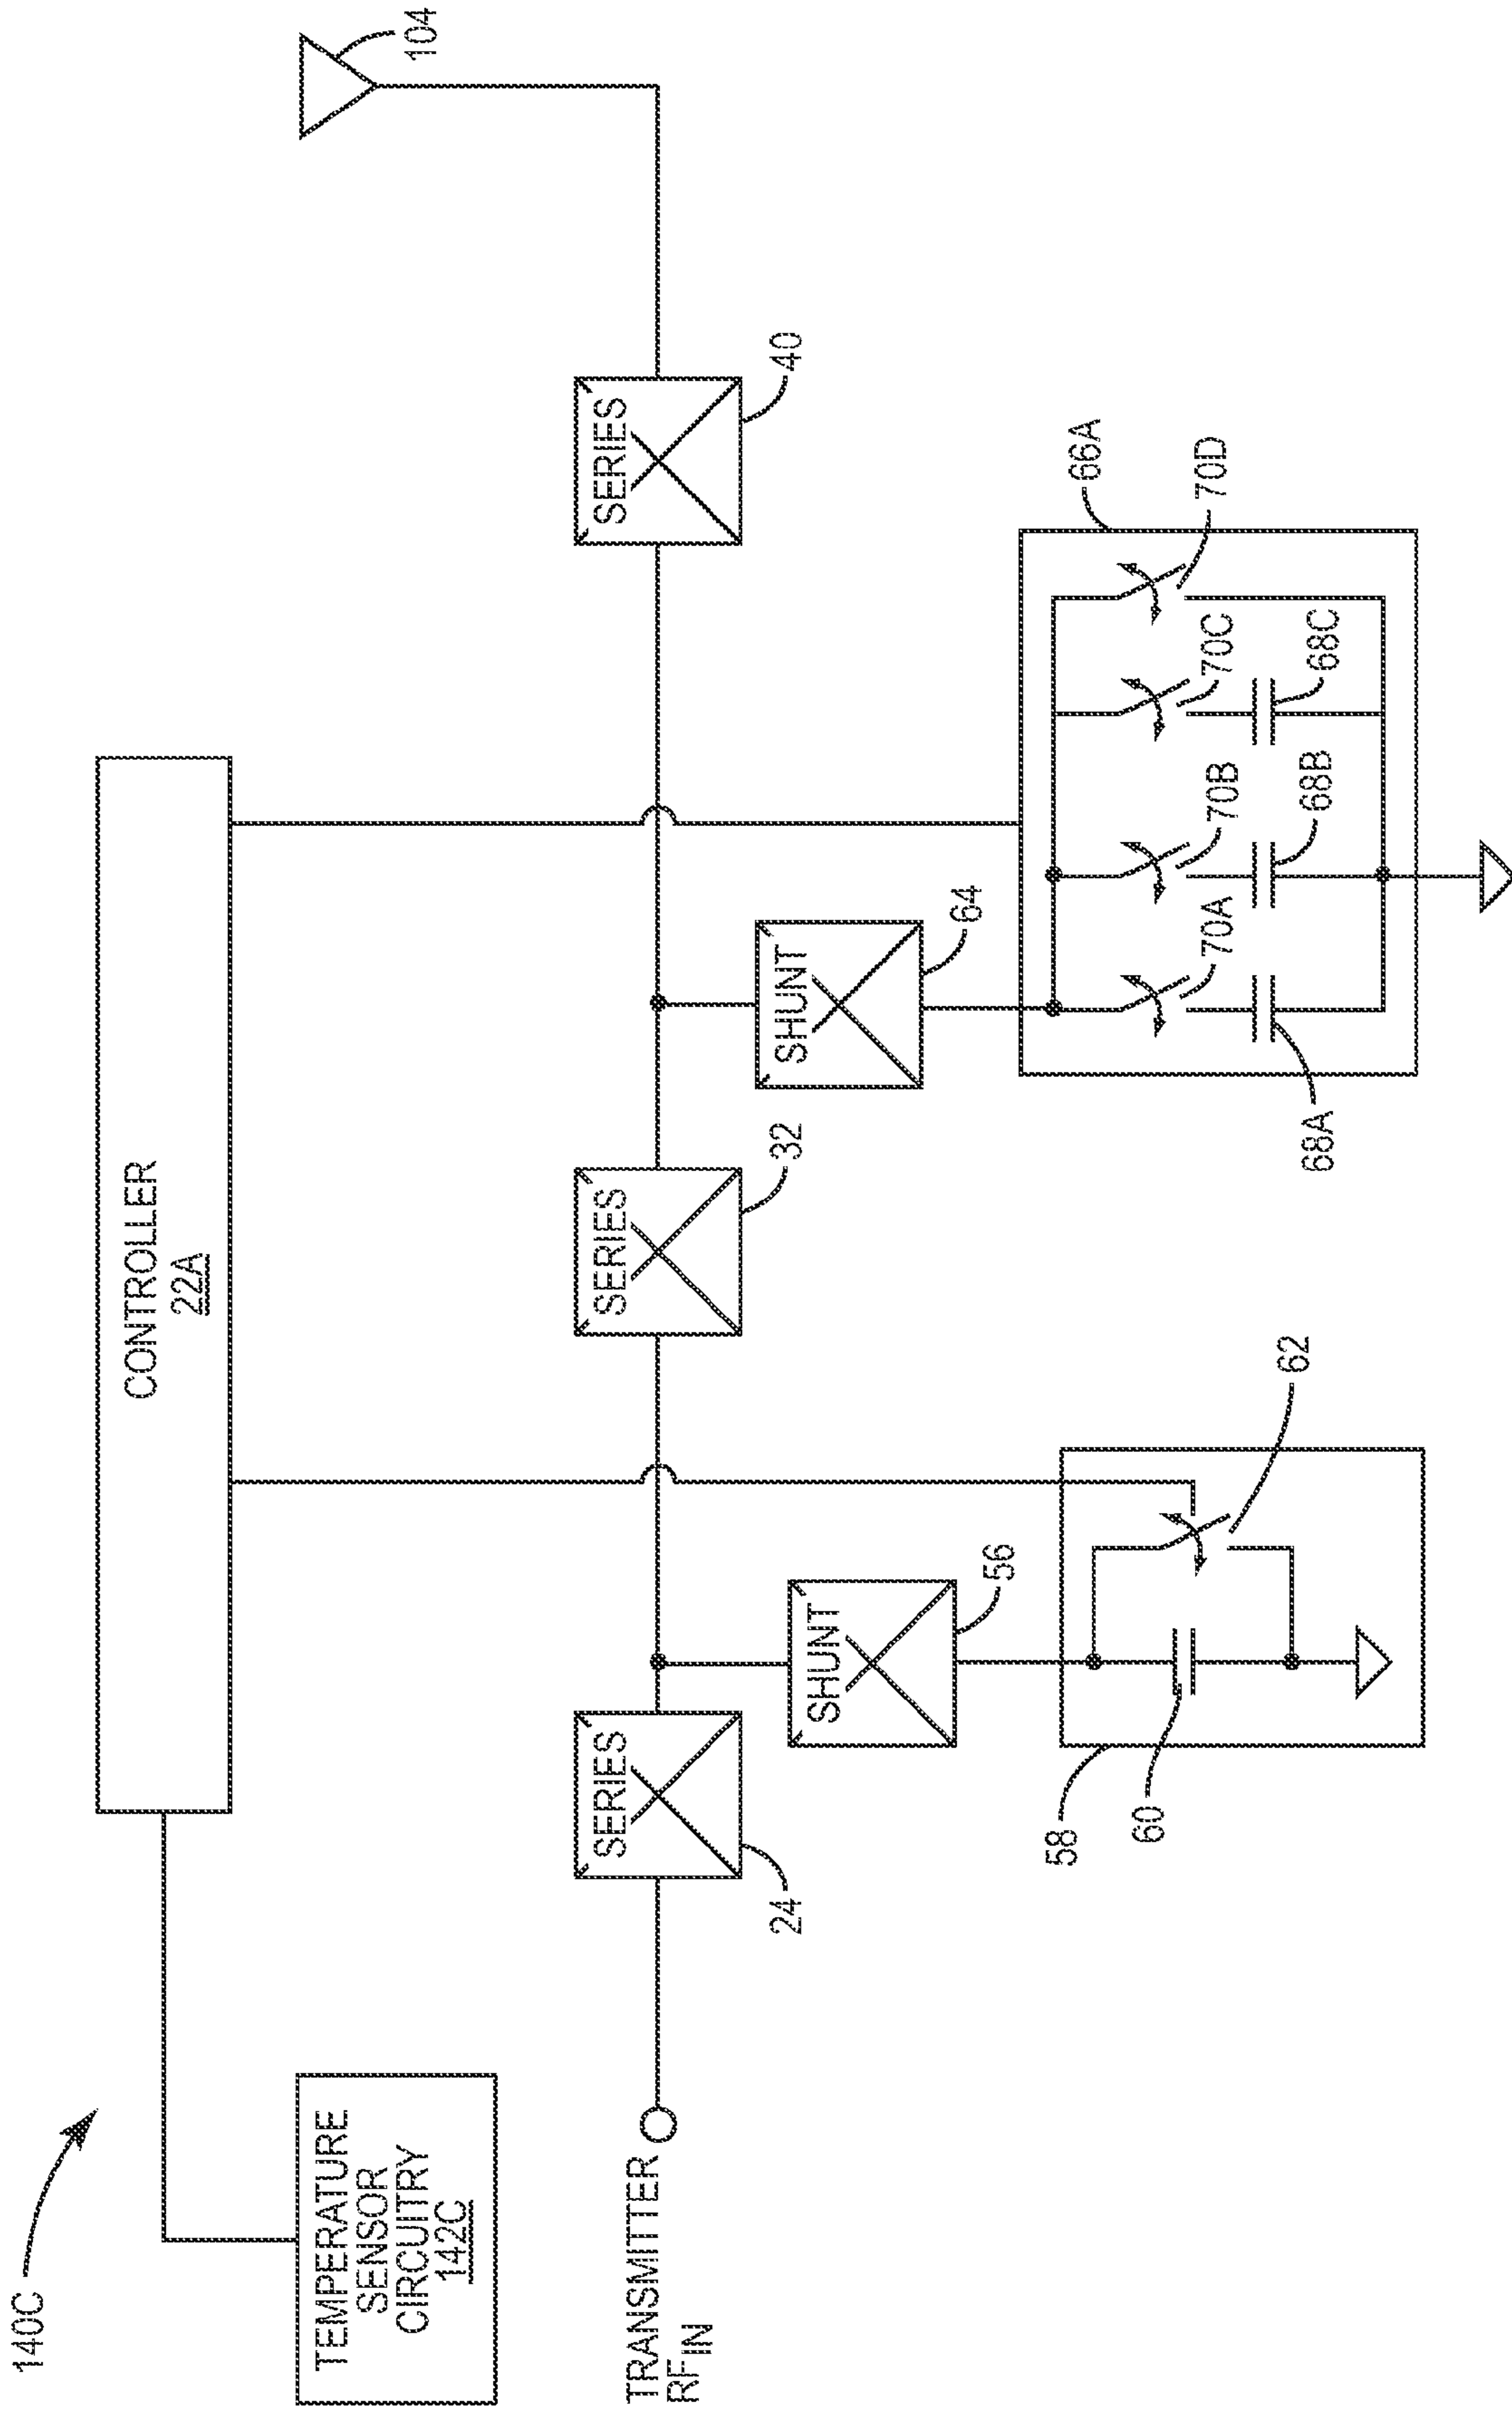 140C
CONTROLLER
22A
TEMPERATURE
SENSOR
CIRCUITRY
142C
104
TRANSMITTER
RFIN
SERIES
24
SERIES
32
SERIES
40
SHUNT
56
SHUNT
64
58
60
62
66A
70A
70B
70C
70D
68A
68B
68C